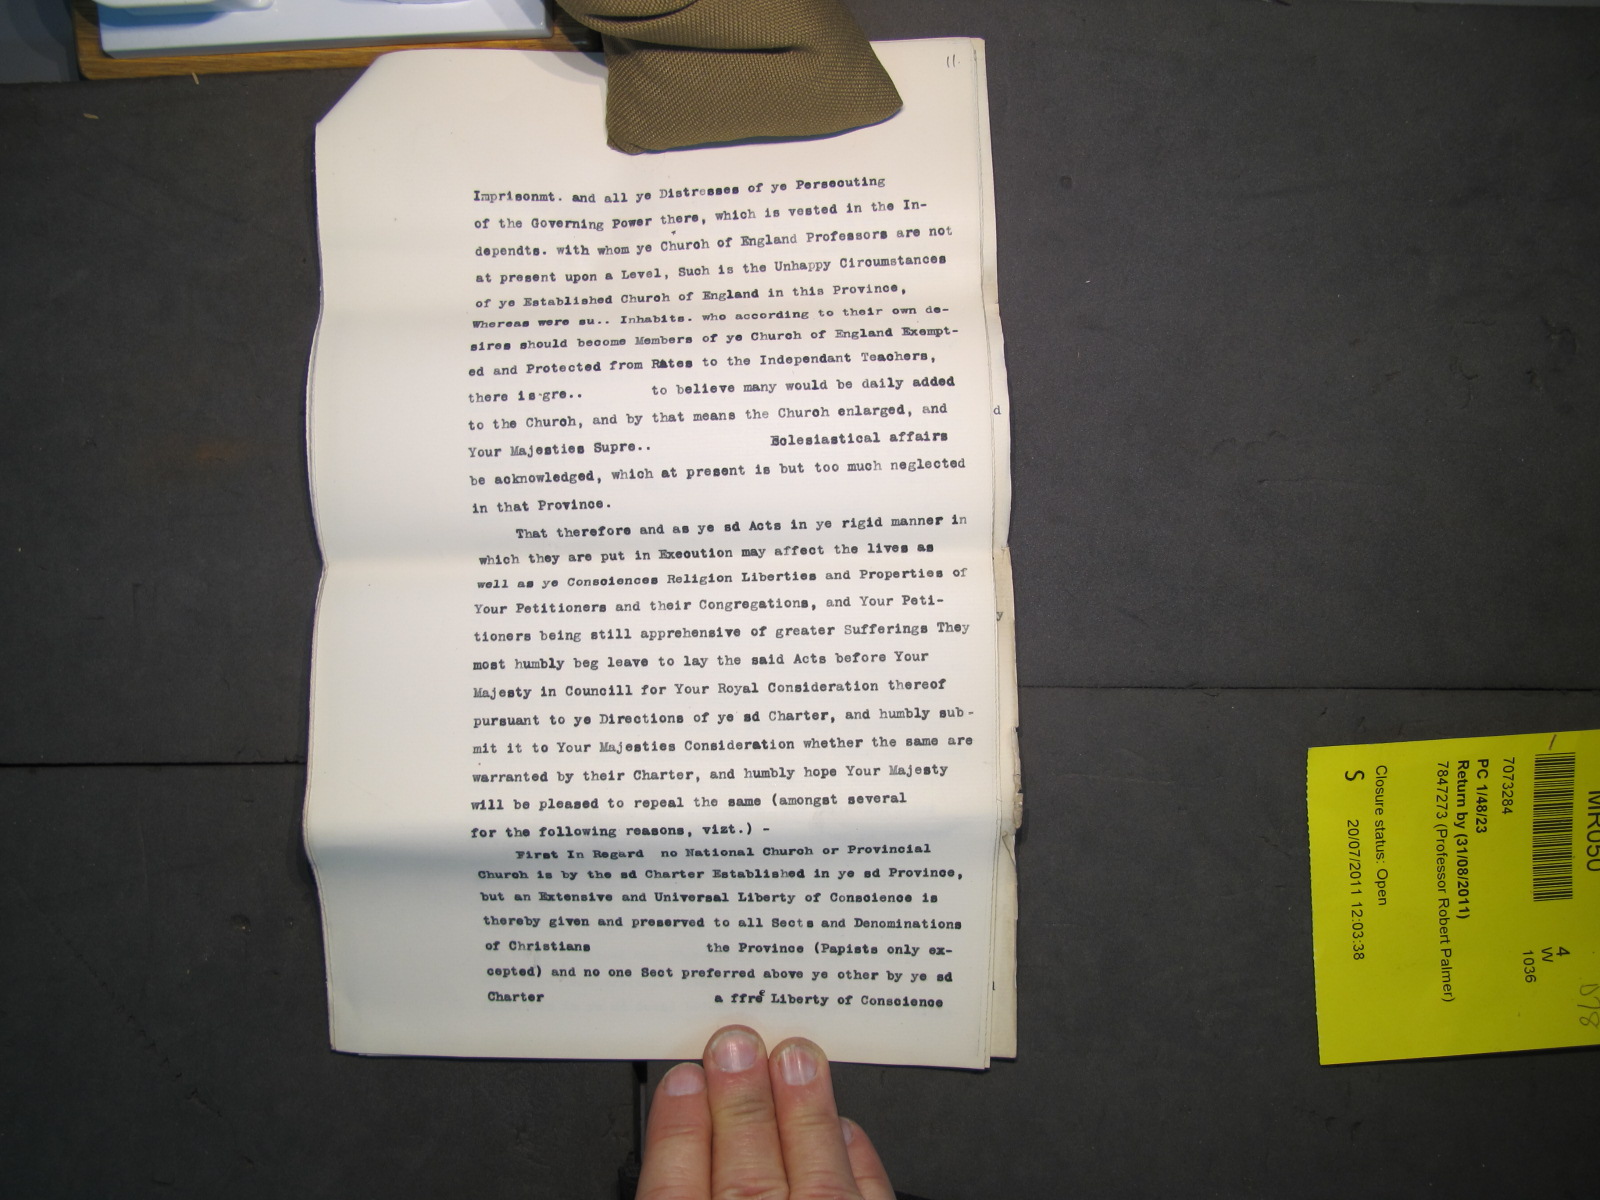 11.
Imprisonmt. and all ye Distresses of ye Persecuting
of the Governing Power there, which is vested in the In-
dependts. with whom ye Church of England Professors are not
at present upon a Level, Such is the Unhappy Circumstances
of ye Established Church of England in this Province,
Whereas were su.. Inhabits. who according to their own de-
sires should become Members of ye Church of England Exempt-
ed and Protected from Rates to the Independant Teachers,
there is gre.. to believe many would be daily added
to the Church, and by that means the Church enlarged, and
Your Majesties Supre.. Eclesiastical affairs
be acknowledged, which at present is but too much neglected
in that Province.
That therefore and as ye sd Acts in ye rigid manner in
which they are put in Execution may affect the lives as
well as ye Consciences Religion Liberties and Properties of
Your Petitioners and their Congregations, and Your Peti-
tioners being still apprehensive of greater Sufferings They
most humbly beg leave to lay the said Acts before Your
Majesty in Councill for Your Royal Consideration thereof
pursuant to ye Directions of ye sd Charter, and humbly sub-
mit it to Your Majesties Consideration whether the same are
warranted by their Charter, and humbly hope Your Majesty
will be pleased to repeal the same (amongst several
for the following reasons, vizt.) -
First In Regard no National Church or Provincial
Church is by the sd Charter Established in ye sd Province,
but an Extensive and Universal Liberty of Conscience is
thereby given and preserved to all Sects and Denominations
of Christians the Province (Papists only ex-
cepted) and no one Sect preferred above ye other by ye sd
Charter a ffre Liberty of Conscience
d
y
MR050
4
W
1036
7073284
PC 1/48/23
Return by (31/08/2011)
7847273 (Professor Robert Palmer)
Closure status: Open
S 20/07/2011 12:03:38